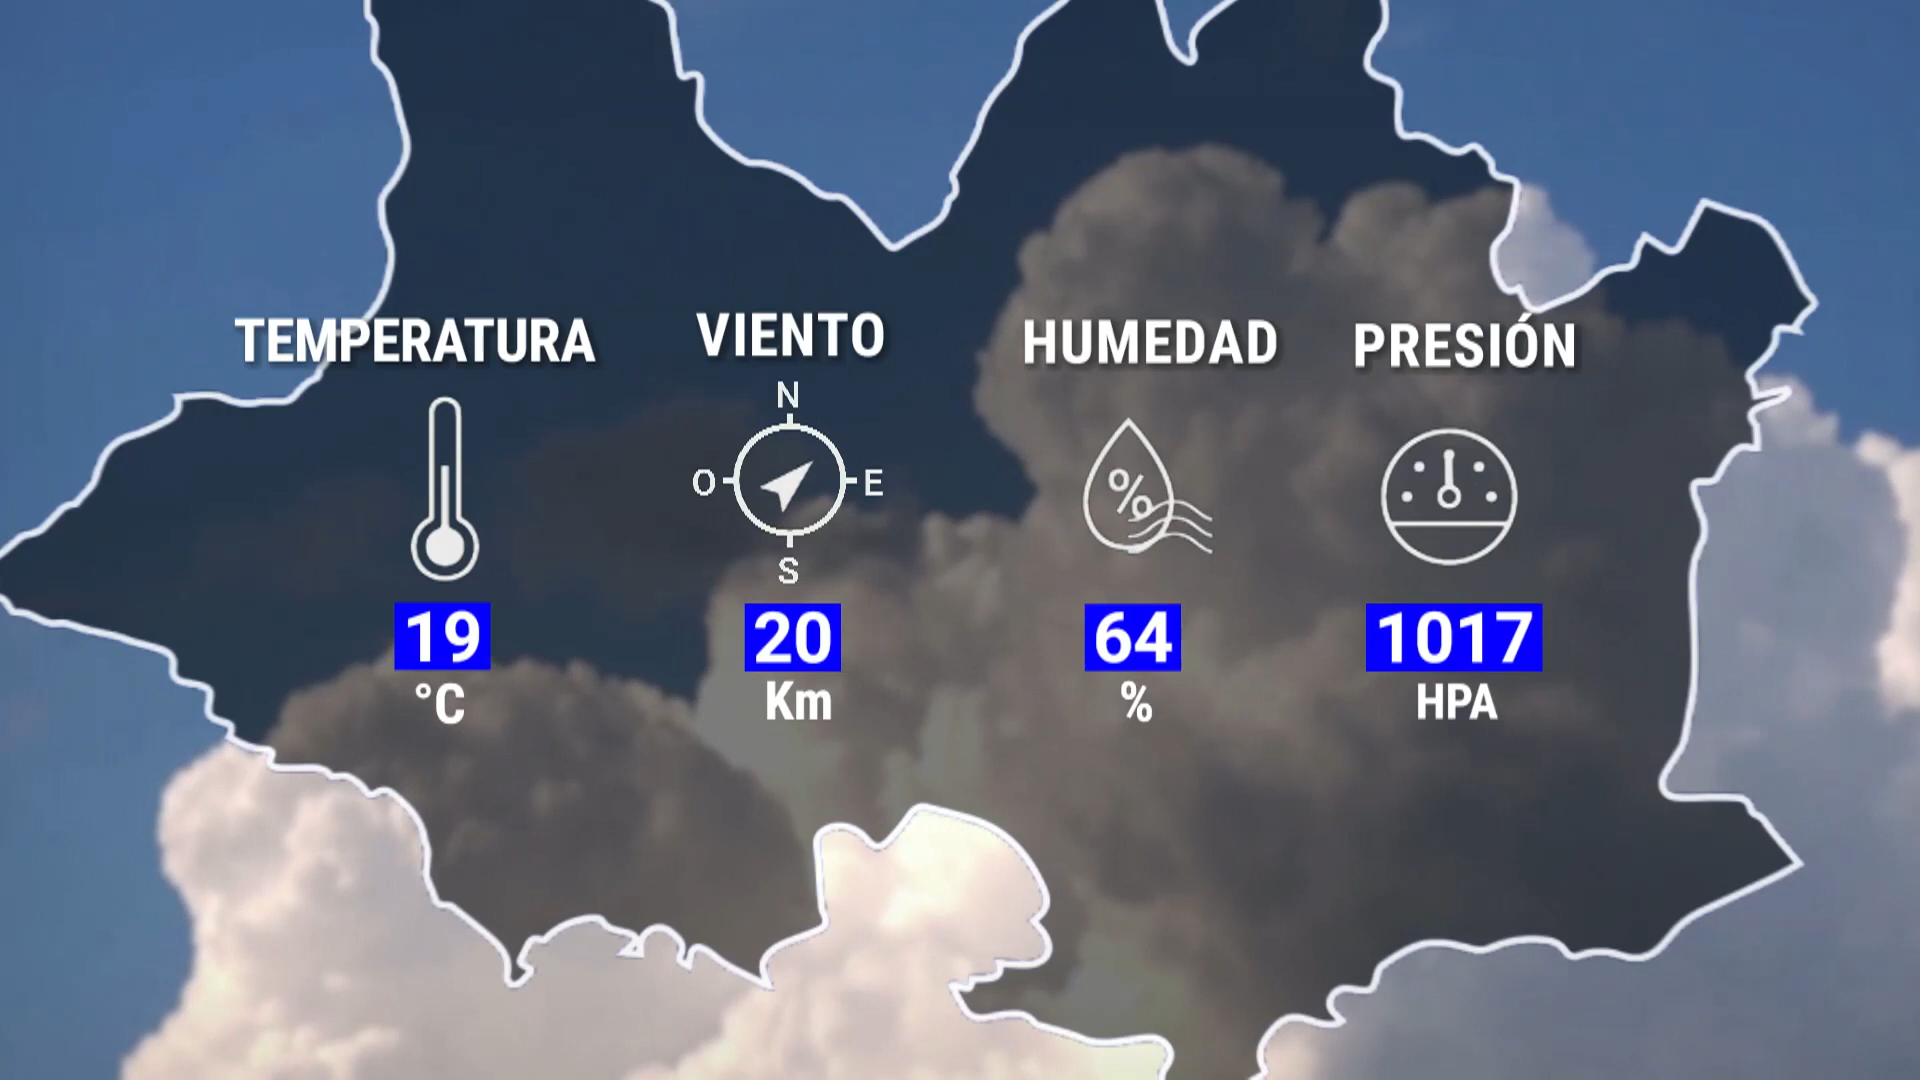 TEMPERATURA
19
°C
VIENTO
N
O
E
S
20
Km
HUMEDAD
%
64
%
PRESIÓN
1017
HPA